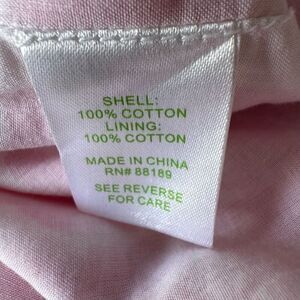 SHELL:
100% COTTON
LINING:
100% COTTON
MADE IN CHINA
RN# 88189
SEE REVERSE
FOR CARE